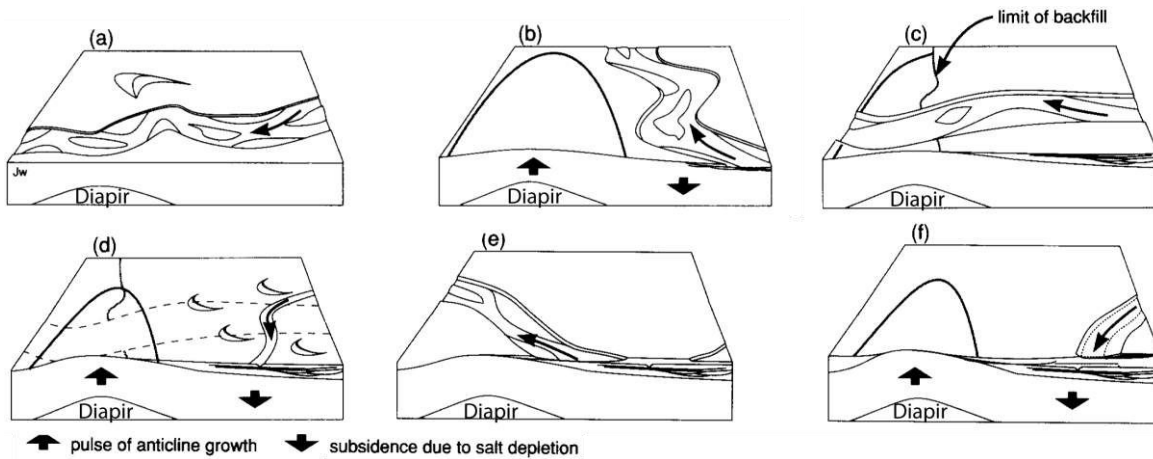 (a)
Jw
Diapir
(b)
Diapir
(c)
limit of backfill
Diapir
(d)
Diapir
(e)
Diapir
(f)
Diapir
pulse of anticline growth
subsidence due to salt depletion